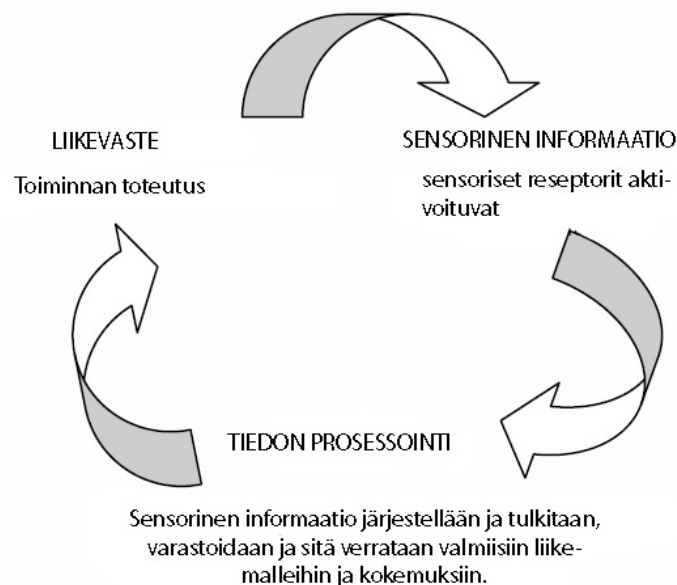 LIIKEVASTE
Toiminnan toteutus
SENSORINEN INFORMAATIO
sensoriset reseptorit akti-
voituvat
TIEDON PROSESSOINTI
Sensorinen informaatio järjestellään ja tulkitaan,
varastoidaan ja sitä verrataan valmiisiin liike-
malleihin ja kokemuksiin.